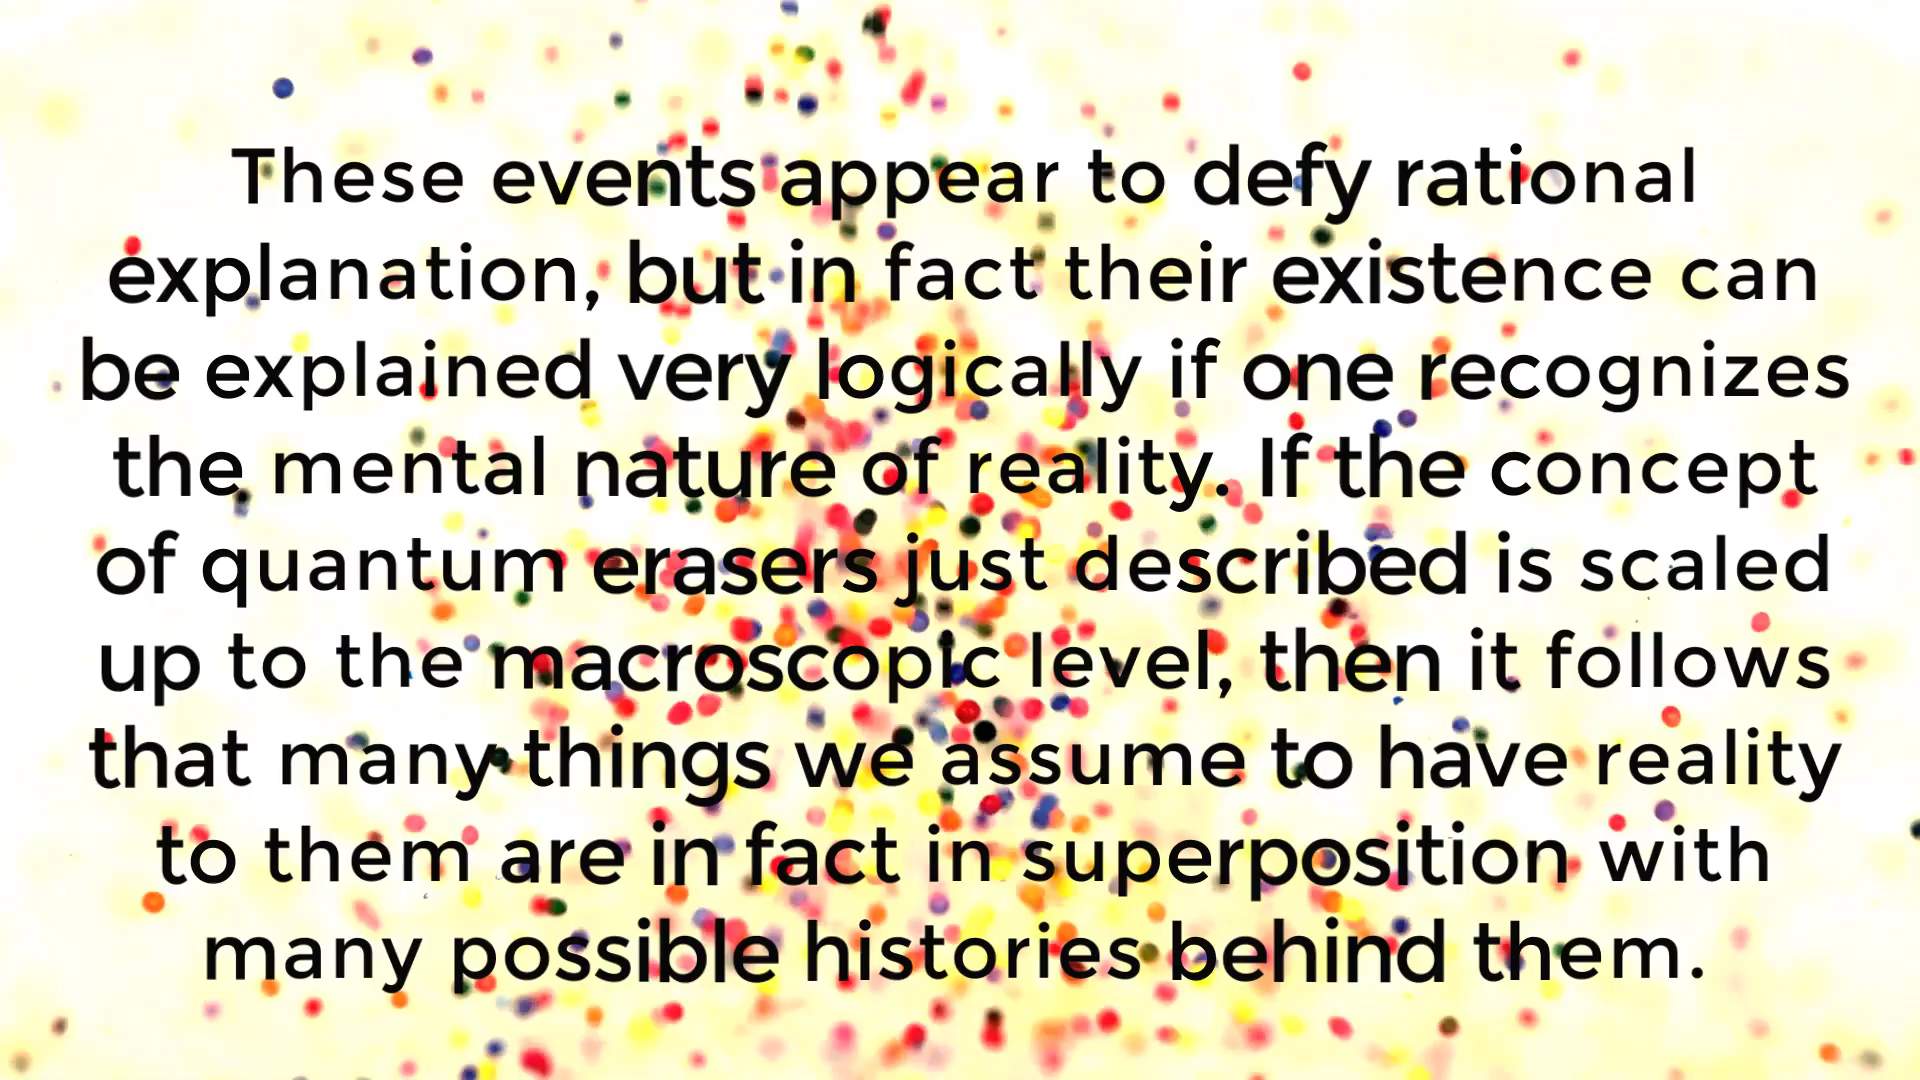 These events appear to defy rational
explanation, but in fact their existence can
be explained very logically if one recognizes
the mental nature of reality. If the concept
of quantum erasers just described is scaled
up to the macroscopic level, then it follows
that many things we assume to have reality
to them are in fact in superposition with
many possible histories behind them.